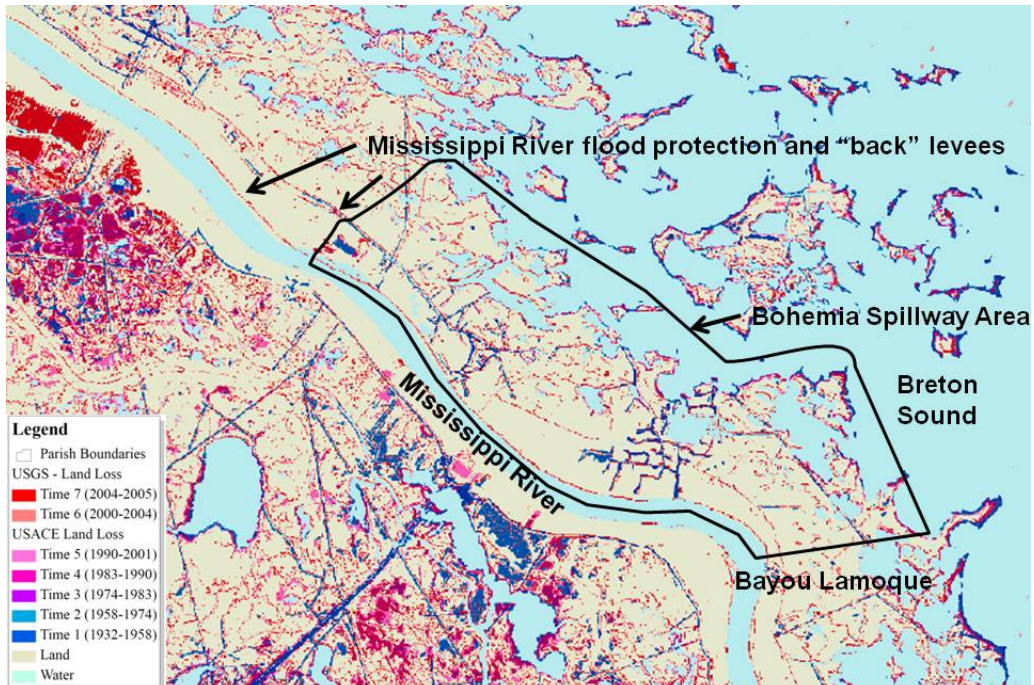 Mississippi River flood protection and “back” levees
Bohemia Spillway Area
Breton
Sound
Mississippi River
Bayou Lamoque
Legend
Parish Boundaries
USGS - Land Loss
Time 7 (2004-2005)
Time 6 (2000-2004)
USACE Land Loss
Time 5 (1990-2001)
Time 4 (1983-1990)
Time 3 (1974-1983)
Time 2 (1958-1974)
Time 1 (1932-1958)
Land
Water